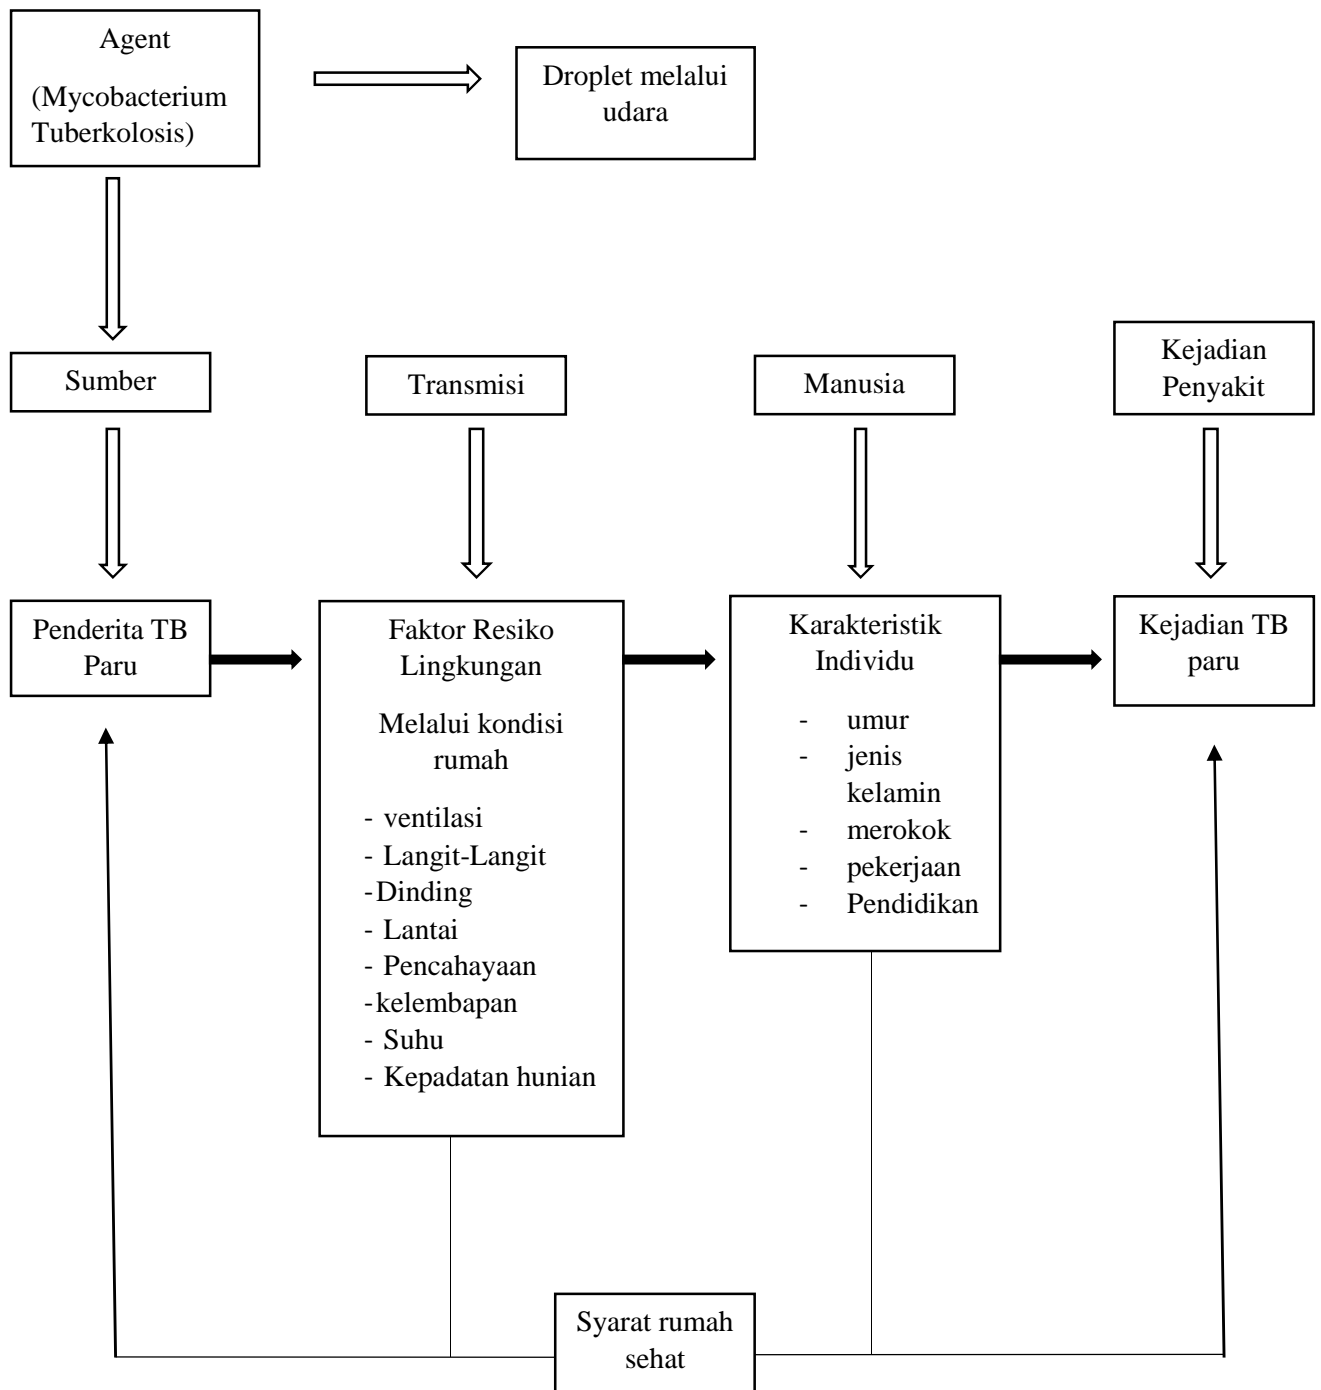 Agent
(Mycobacterium
Tuberkolosis)
Droplet melalui
udara
Sumber
Transmisi
Manusia
Kejadian
Penyakit
Penderita TB
Paru
Faktor Resiko
Lingkungan
Melalui kondisi
rumah
- ventilasi
- Langit-Langit
-Dinding
- Lantai
- Pencahayaan
-kelembapan
- Suhu
- Kepadatan hunian
Karakteristik
Individu
- umur
- jenis
kelamin
- merokok
- pekerjaan
- Pendidikan
Kejadian TB
paru
Syarat rumah
sehat